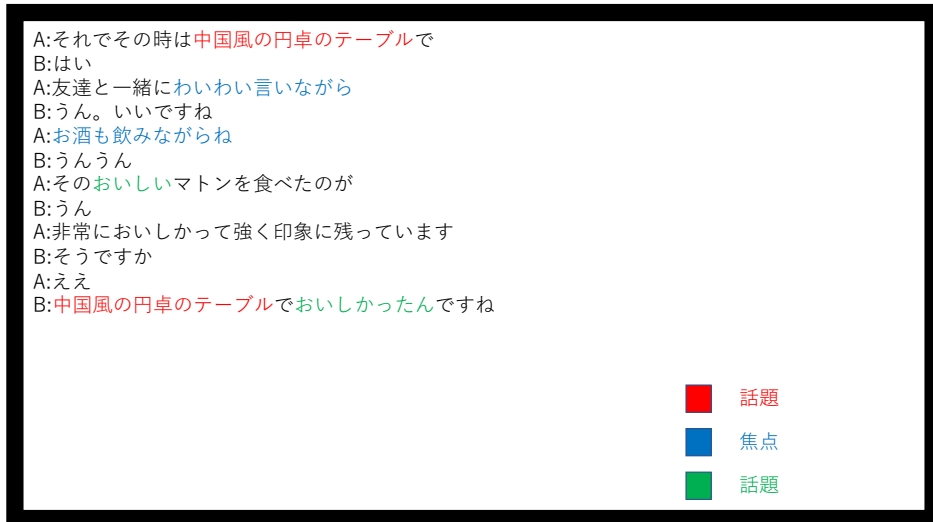 A:それでその時は中国風の円卓のテーブルで
B:はい
A:友達と一緒にわいわい言いながら
B:うん。いいですね
A:お酒も飲みながらね
B:うんうん
A:そのおいしいマトンを食べたのが
B:うん
A:非常においしかって強く印象に残っています
B:そうですか
A:ええ
B:中国風の円卓のテーブルでおいしかったんですね
話題
焦点
話題